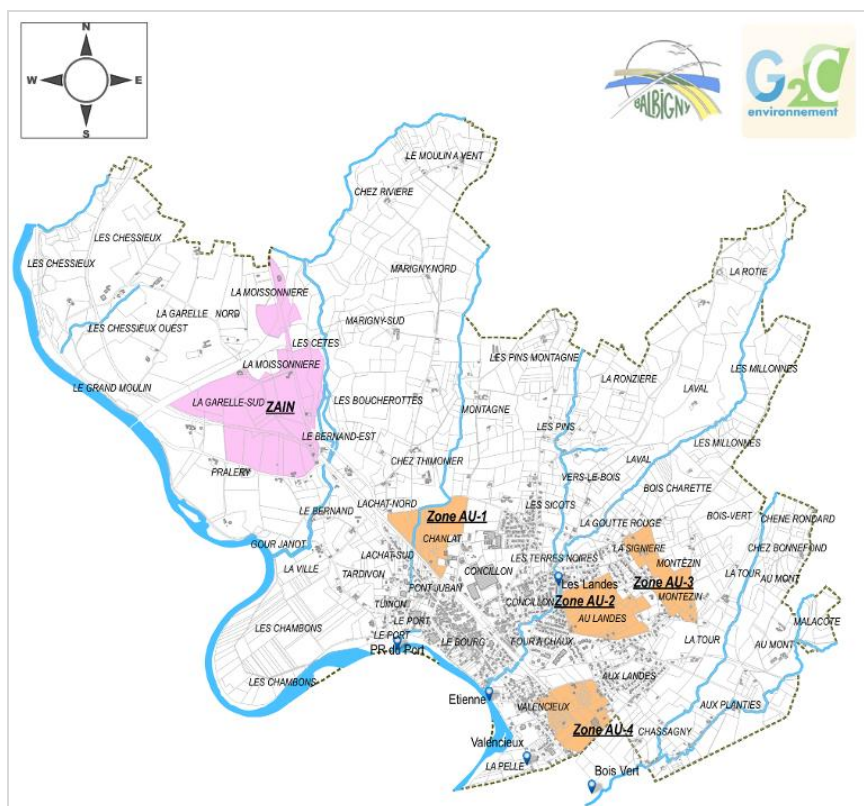 N
W E
S
BALBIGNY
G2C
environnement
LE MOULIN A VENT
CHEZ RIVIERE
LES CHESSIEUX
LES CHESSIEUX
MARIGNY-NORD
LA ROTIE
LA MOISSONNIERE
LA GARELLE NORD
MARIGNY-SUD
LES CHESSIEUX OUEST
LES CETES
LES PINS MONTAGNE
LA MOISSONNIERE
LES MILLONNES
LA RONZIERE
LE GRAND MOULIN
LAVAL
LA GARELLE-SUD
ZAIN
LES BOUCHEROTTES
MONTAGNE
LES PINS
LE BERNAND-EST
LES MILLONNES
CHEZ THIMONIER
LAVAL
PRALERY
VERS-LE-BOIS
BOIS CHARETTE
LACHAT-NORD
LES SICOTS
LE BERNAND
Zone AU-1
BOIS-VERT
CHENE RONDARD
LA GOUTTE ROUGE
CHANLAT
GOUR JANOT
LA SIGNIERE
CHEZ BONNEFOND
LACHAT-SUD
LES TERRES NOIRES
MONTEZIN
LA VILLE
CONCILLON
LA TOUR
TARDIVON
Les Landes
Zone AU-3
AU MONT
PONT JUBAN
MONTEZIN
CONCILLON
Zone AU-2
TUINON
AU LANDES
MALACOTE
LES CHAMBONS
LE PORT
LE PORT
LE BOURG
FOUR A CHAUX
LA TOUR
AU MONT
PR de Port
LES CHAMBONS
AUX LANDES
Etienne
VALENCIEUX
AUX PLANTIES
Zone AU-4
CHASSAGNY
Valencieux
LA PELLE
Bois Vert